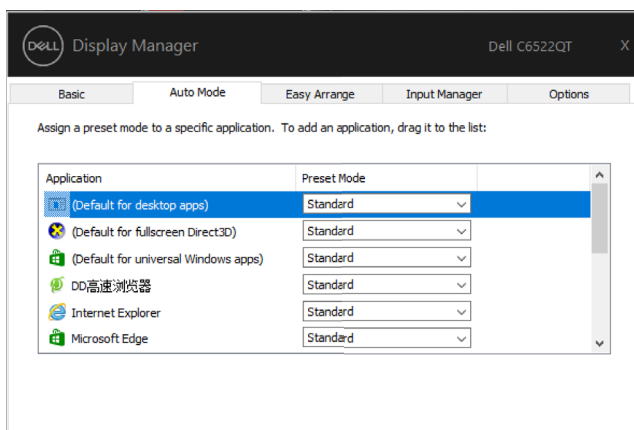 DELL Display Manager Dell C6522QT X
Basic Auto Mode Easy Arrange Input Manager Options
Assign a preset mode to a specific application. To add an application, drag it to the list:
Application Preset Mode
(Default for desktop apps) Standard
(Default for fullscreen Direct3D) Standard
(Default for universal Windows apps) Standard
DD高速浏览器 Standard
Internet Explorer Standard
Microsoft Edge Standard